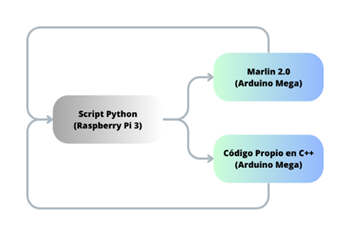 Script Python
(Raspberry Pi 3)
Marlin 2.0
(Arduino Mega)
Código Propio en C++
(Arduino Mega)